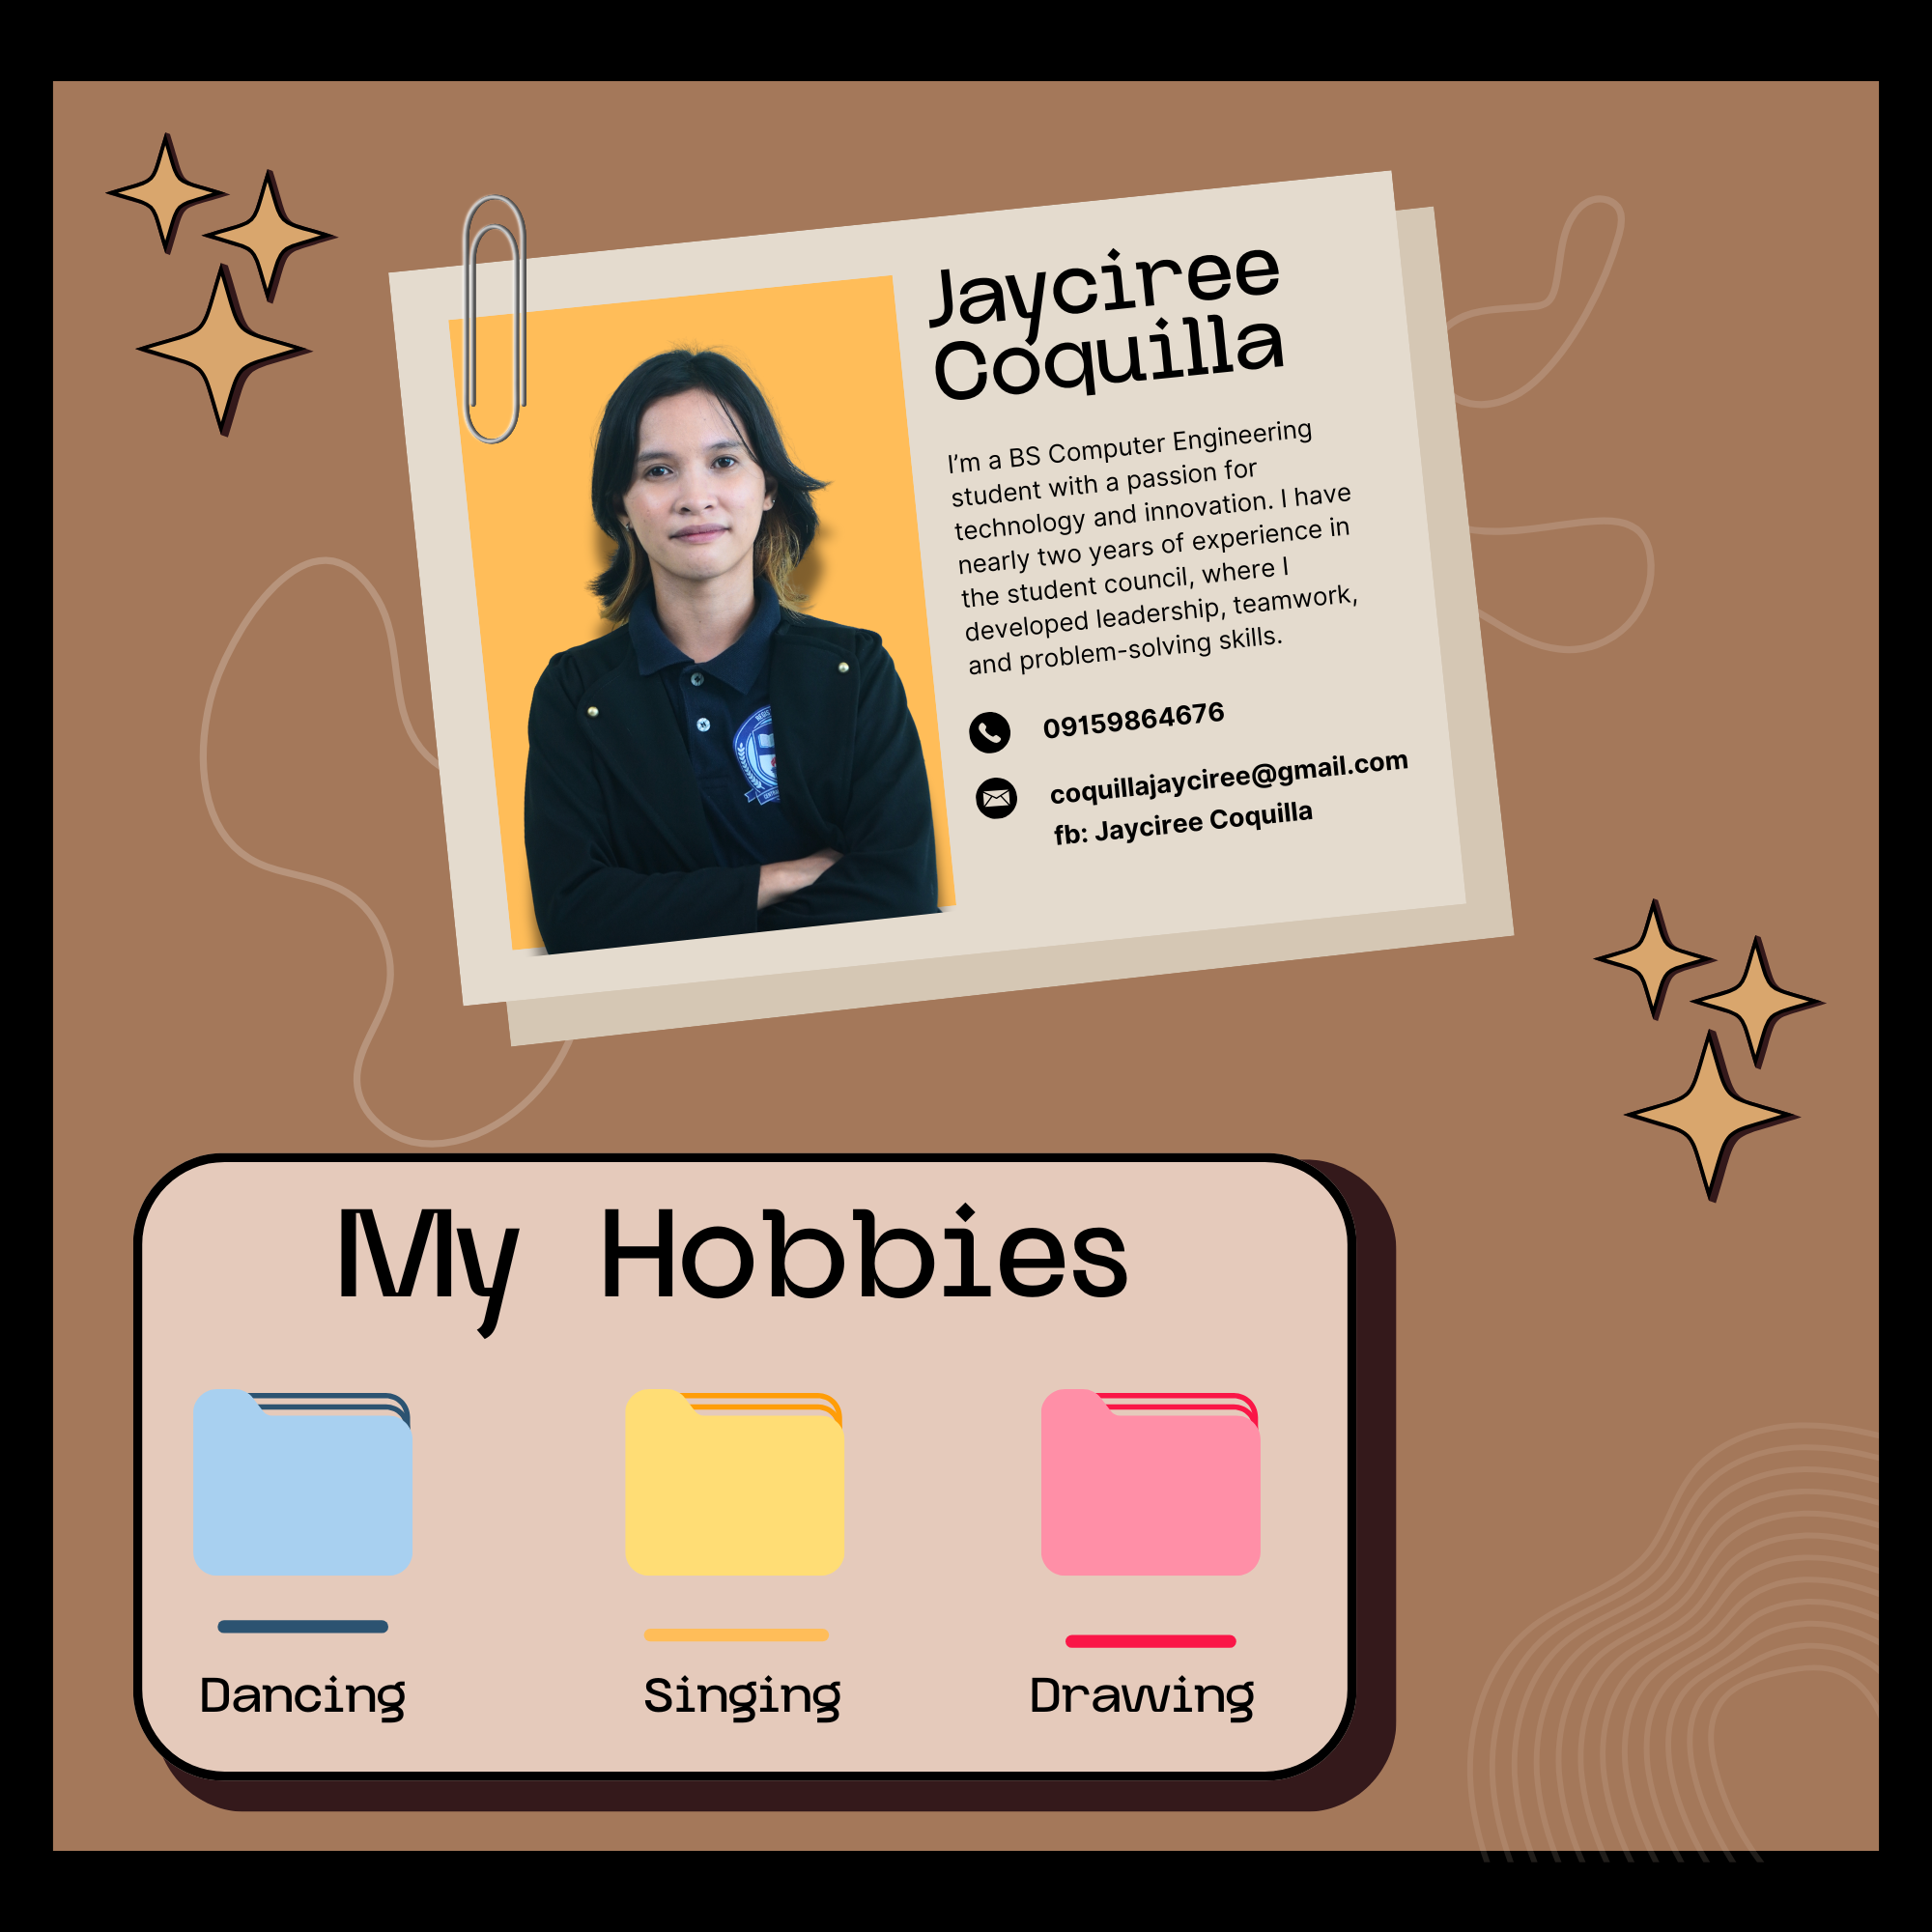 Jayciree
Coquilla
I’m a BS Computer Engineering
student with a passion for
technology and innovation. I have
nearly two years of experience in
the student council, where I
developed leadership, teamwork,
and problem-solving skills.
09159864676
coquillajayciree@gmail.com
fb: Jayciree Coquilla
My Hobbies
Dancing
Singing
Drawing